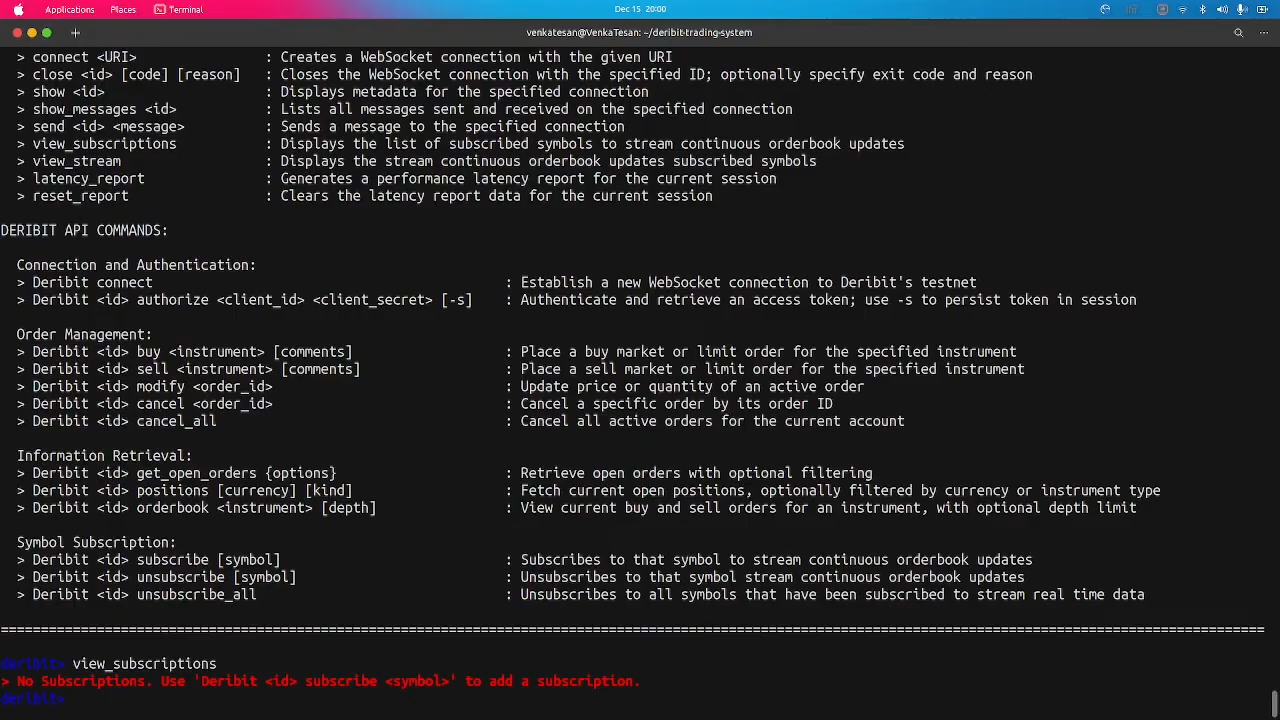 Applications Places Terminal Dec 15 20:00
venkatesan@VenkaTesan: ~/deribit-trading-system
> connect <URI> : Creates a WebSocket connection with the given URI
> close <id> [code] [reason] : Closes the WebSocket connection with the specified ID; optionally specify exit code and reason
> show <id> : Displays metadata for the specified connection
> show_messages <id> : Lists all messages sent and received on the specified connection
> send <id> <message> : Sends a message to the specified connection
> view_subscriptions : Displays the list of subscribed symbols to stream continuous orderbook updates
> view_stream : Displays the stream continuous orderbook updates subscribed symbols
> latency_report : Generates a performance latency report for the current session
> reset_report : Clears the latency report data for the current session
DERIBIT API COMMANDS:
Connection and Authentication:
> Deribit connect : Establish a new WebSocket connection to Deribit's testnet
> Deribit <id> authorize <client_id> <client_secret> [-s] : Authenticate and retrieve an access token; use -s to persist token in session
Order Management:
> Deribit <id> buy <instrument> [comments] : Place a buy market or limit order for the specified instrument
> Deribit <id> sell <instrument> [comments] : Place a sell market or limit order for the specified instrument
> Deribit <id> modify <order_id> : Update price or quantity of an active order
> Deribit <id> cancel <order_id> : Cancel a specific order by its order ID
> Deribit <id> cancel_all : Cancel all active orders for the current account
Information Retrieval:
> Deribit <id> get_open_orders {options} : Retrieve open orders with optional filtering
> Deribit <id> positions [currency] [kind] : Fetch current open positions, optionally filtered by currency or instrument type
> Deribit <id> orderbook <instrument> [depth] : View current buy and sell orders for an instrument, with optional depth limit
Symbol Subscription:
> Deribit <id> subscribe [symbol] : Subscribes to that symbol to stream continuous orderbook updates
> Deribit <id> unsubscribe [symbol] : Unsubscribes to that symbol stream continuous orderbook updates
> Deribit <id> unsubscribe_all : Unsubscribes to all symbols that have been subscribed to stream real time data
==============================================================================================================================================================
deribit> view_subscriptions
> No Subscriptions. Use 'Deribit <id> subscribe <symbol>' to add a subscription.
deribit>